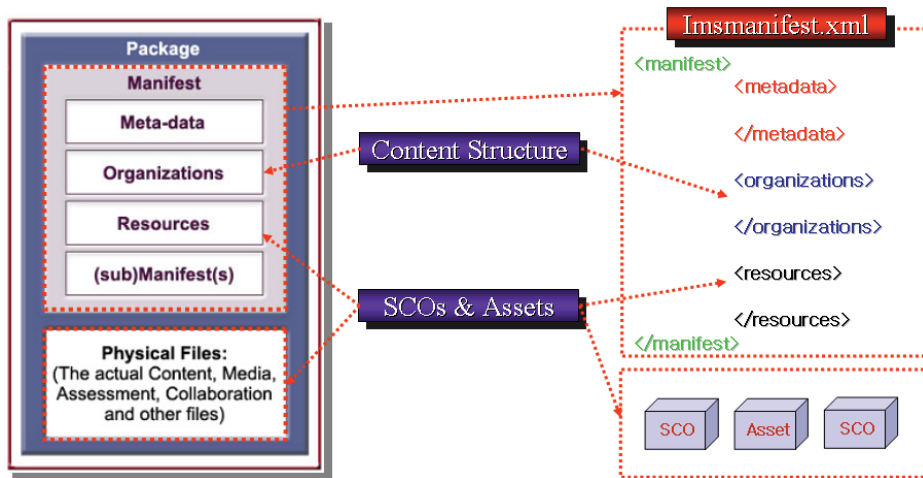 Package
Manifest
Meta-data
Organizations
Resources
(sub)Manifest(s)
Physical Files:
(The actual Content, Media,
Assessment, Collaboration
and other files)
Content Structure
SCOs & Assets
Imsmanifest.xml
<manifest>
<metadata>
</metadata>
<organizations>
</organizations>
<resources>
</resources>
</manifest>
SCO
Asset
SCO